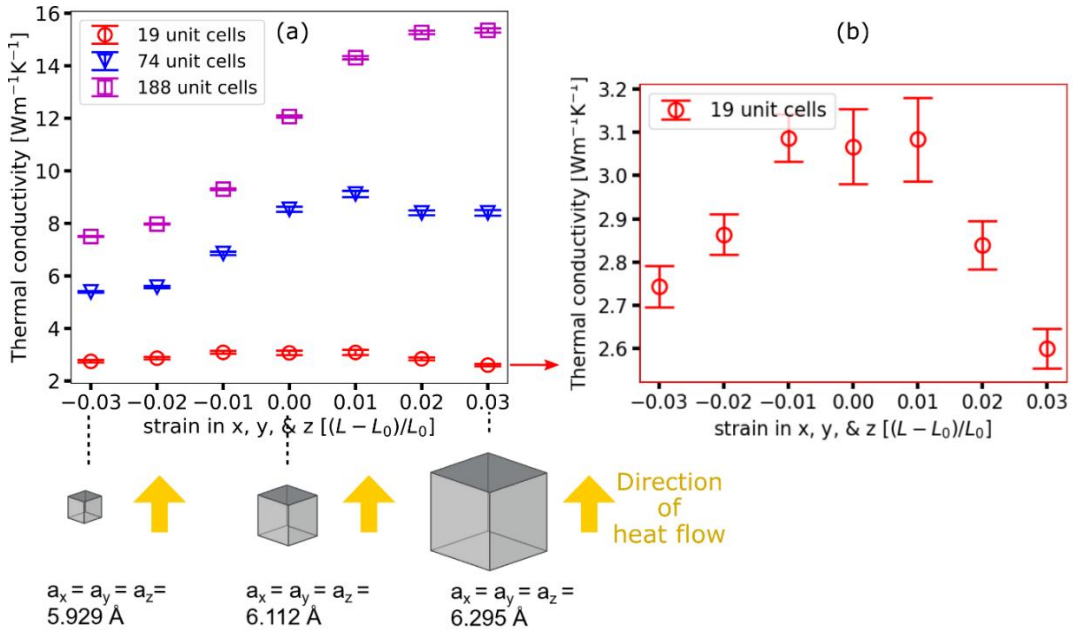 (a)
19 unit cells
74 unit cells
188 unit cells
Thermal conductivity [Wm⁻¹K⁻¹]
16
14
12
10
8
6
4
2
−0.03 −0.02 −0.01 0.00 0.01 0.02 0.03
strain in x, y, & z [(L − L₀)/L₀]
(b)
19 unit cells
Thermal conductivity [Wm⁻¹K⁻¹]
3.2
3.1
3.0
2.9
2.8
2.7
2.6
−0.03 −0.02 −0.01 0.00 0.01 0.02 0.03
strain in x, y, & z [(L − L₀)/L₀]
Direction
of
heat flow
aₓ = a_y = a_z=
5.929 Å
aₓ = a_y = a_z=
6.112 Å
aₓ = a_y = a_z=
6.295 Å